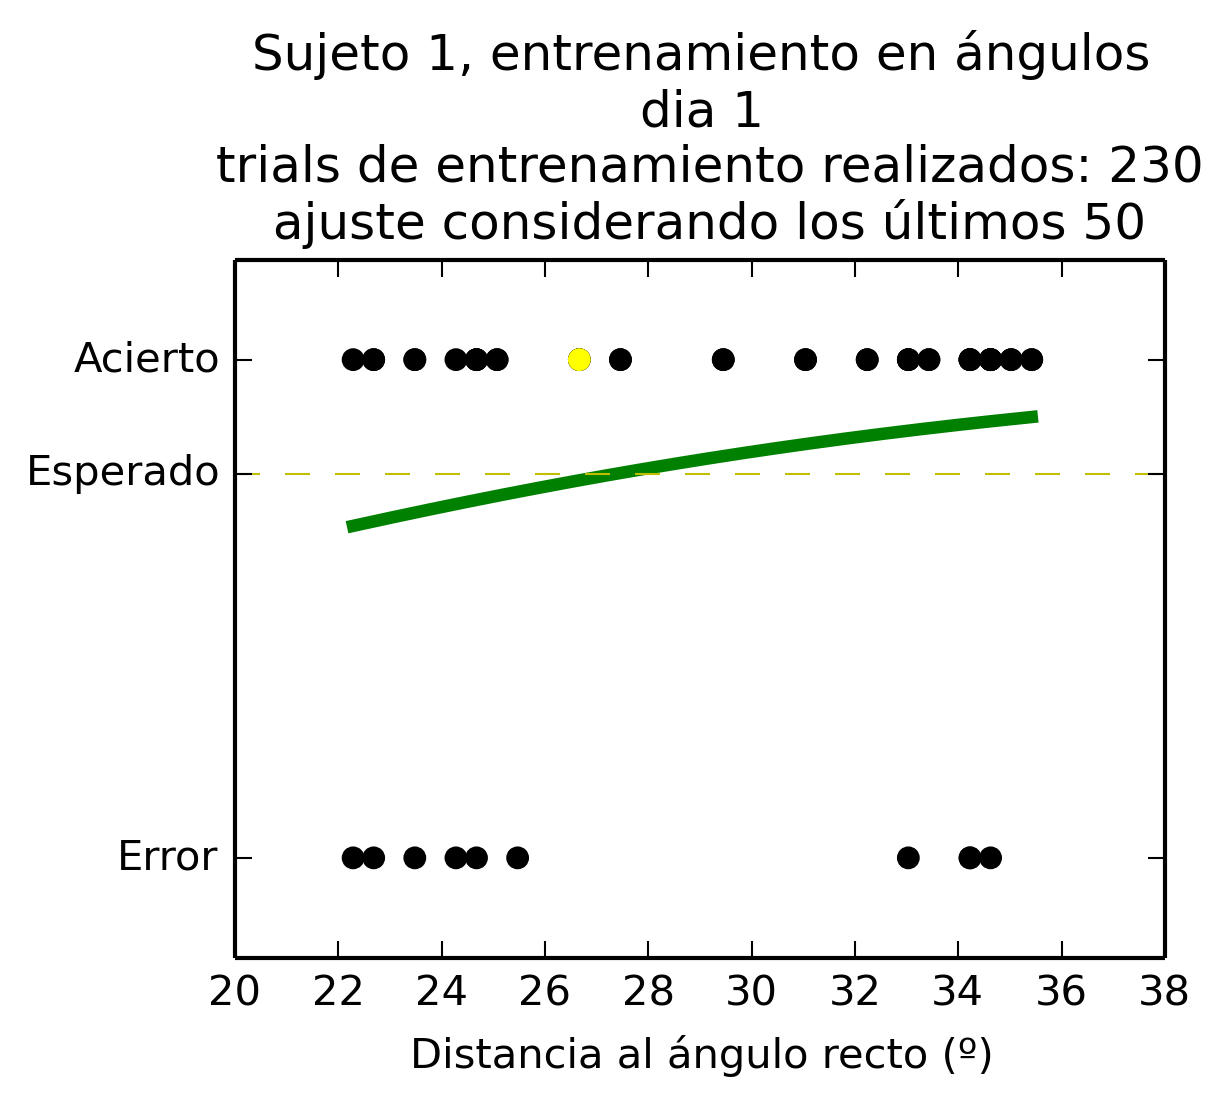 Sujeto 1, entrenamiento en ángulos
dia 1
trials de entrenamiento realizados: 230
ajuste considerando los últimos 50
Acierto
Esperado
Error
20 22 24 26 28 30 32 34 36 38
Distancia al ángulo recto (º)